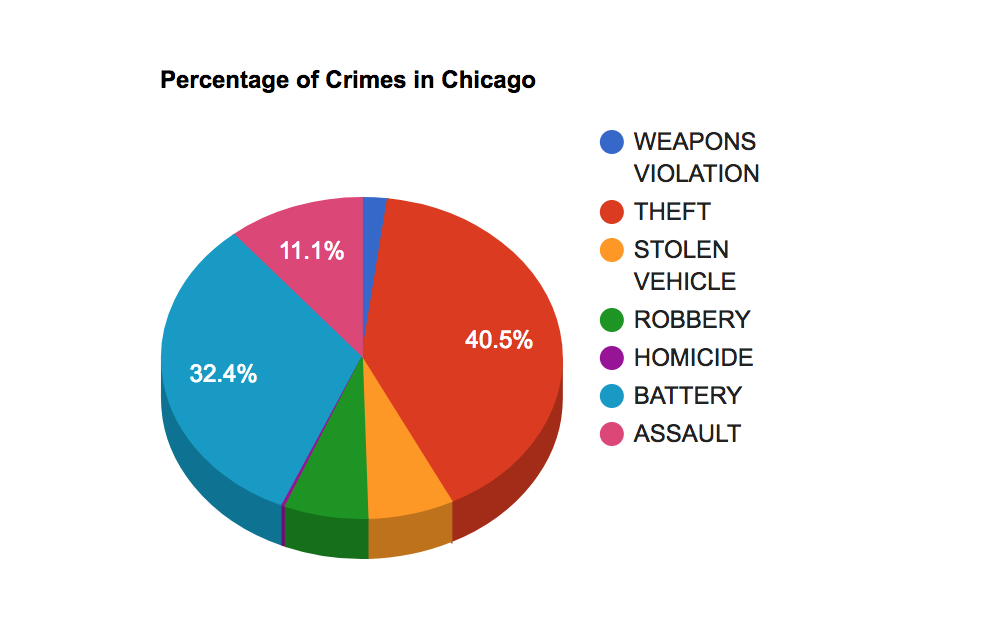 Percentage of Crimes in Chicago
WEAPONS
VIOLATION
THEFT
STOLEN
VEHICLE
ROBBERY
HOMICIDE
BATTERY
ASSAULT
11.1%
40.5%
32.4%